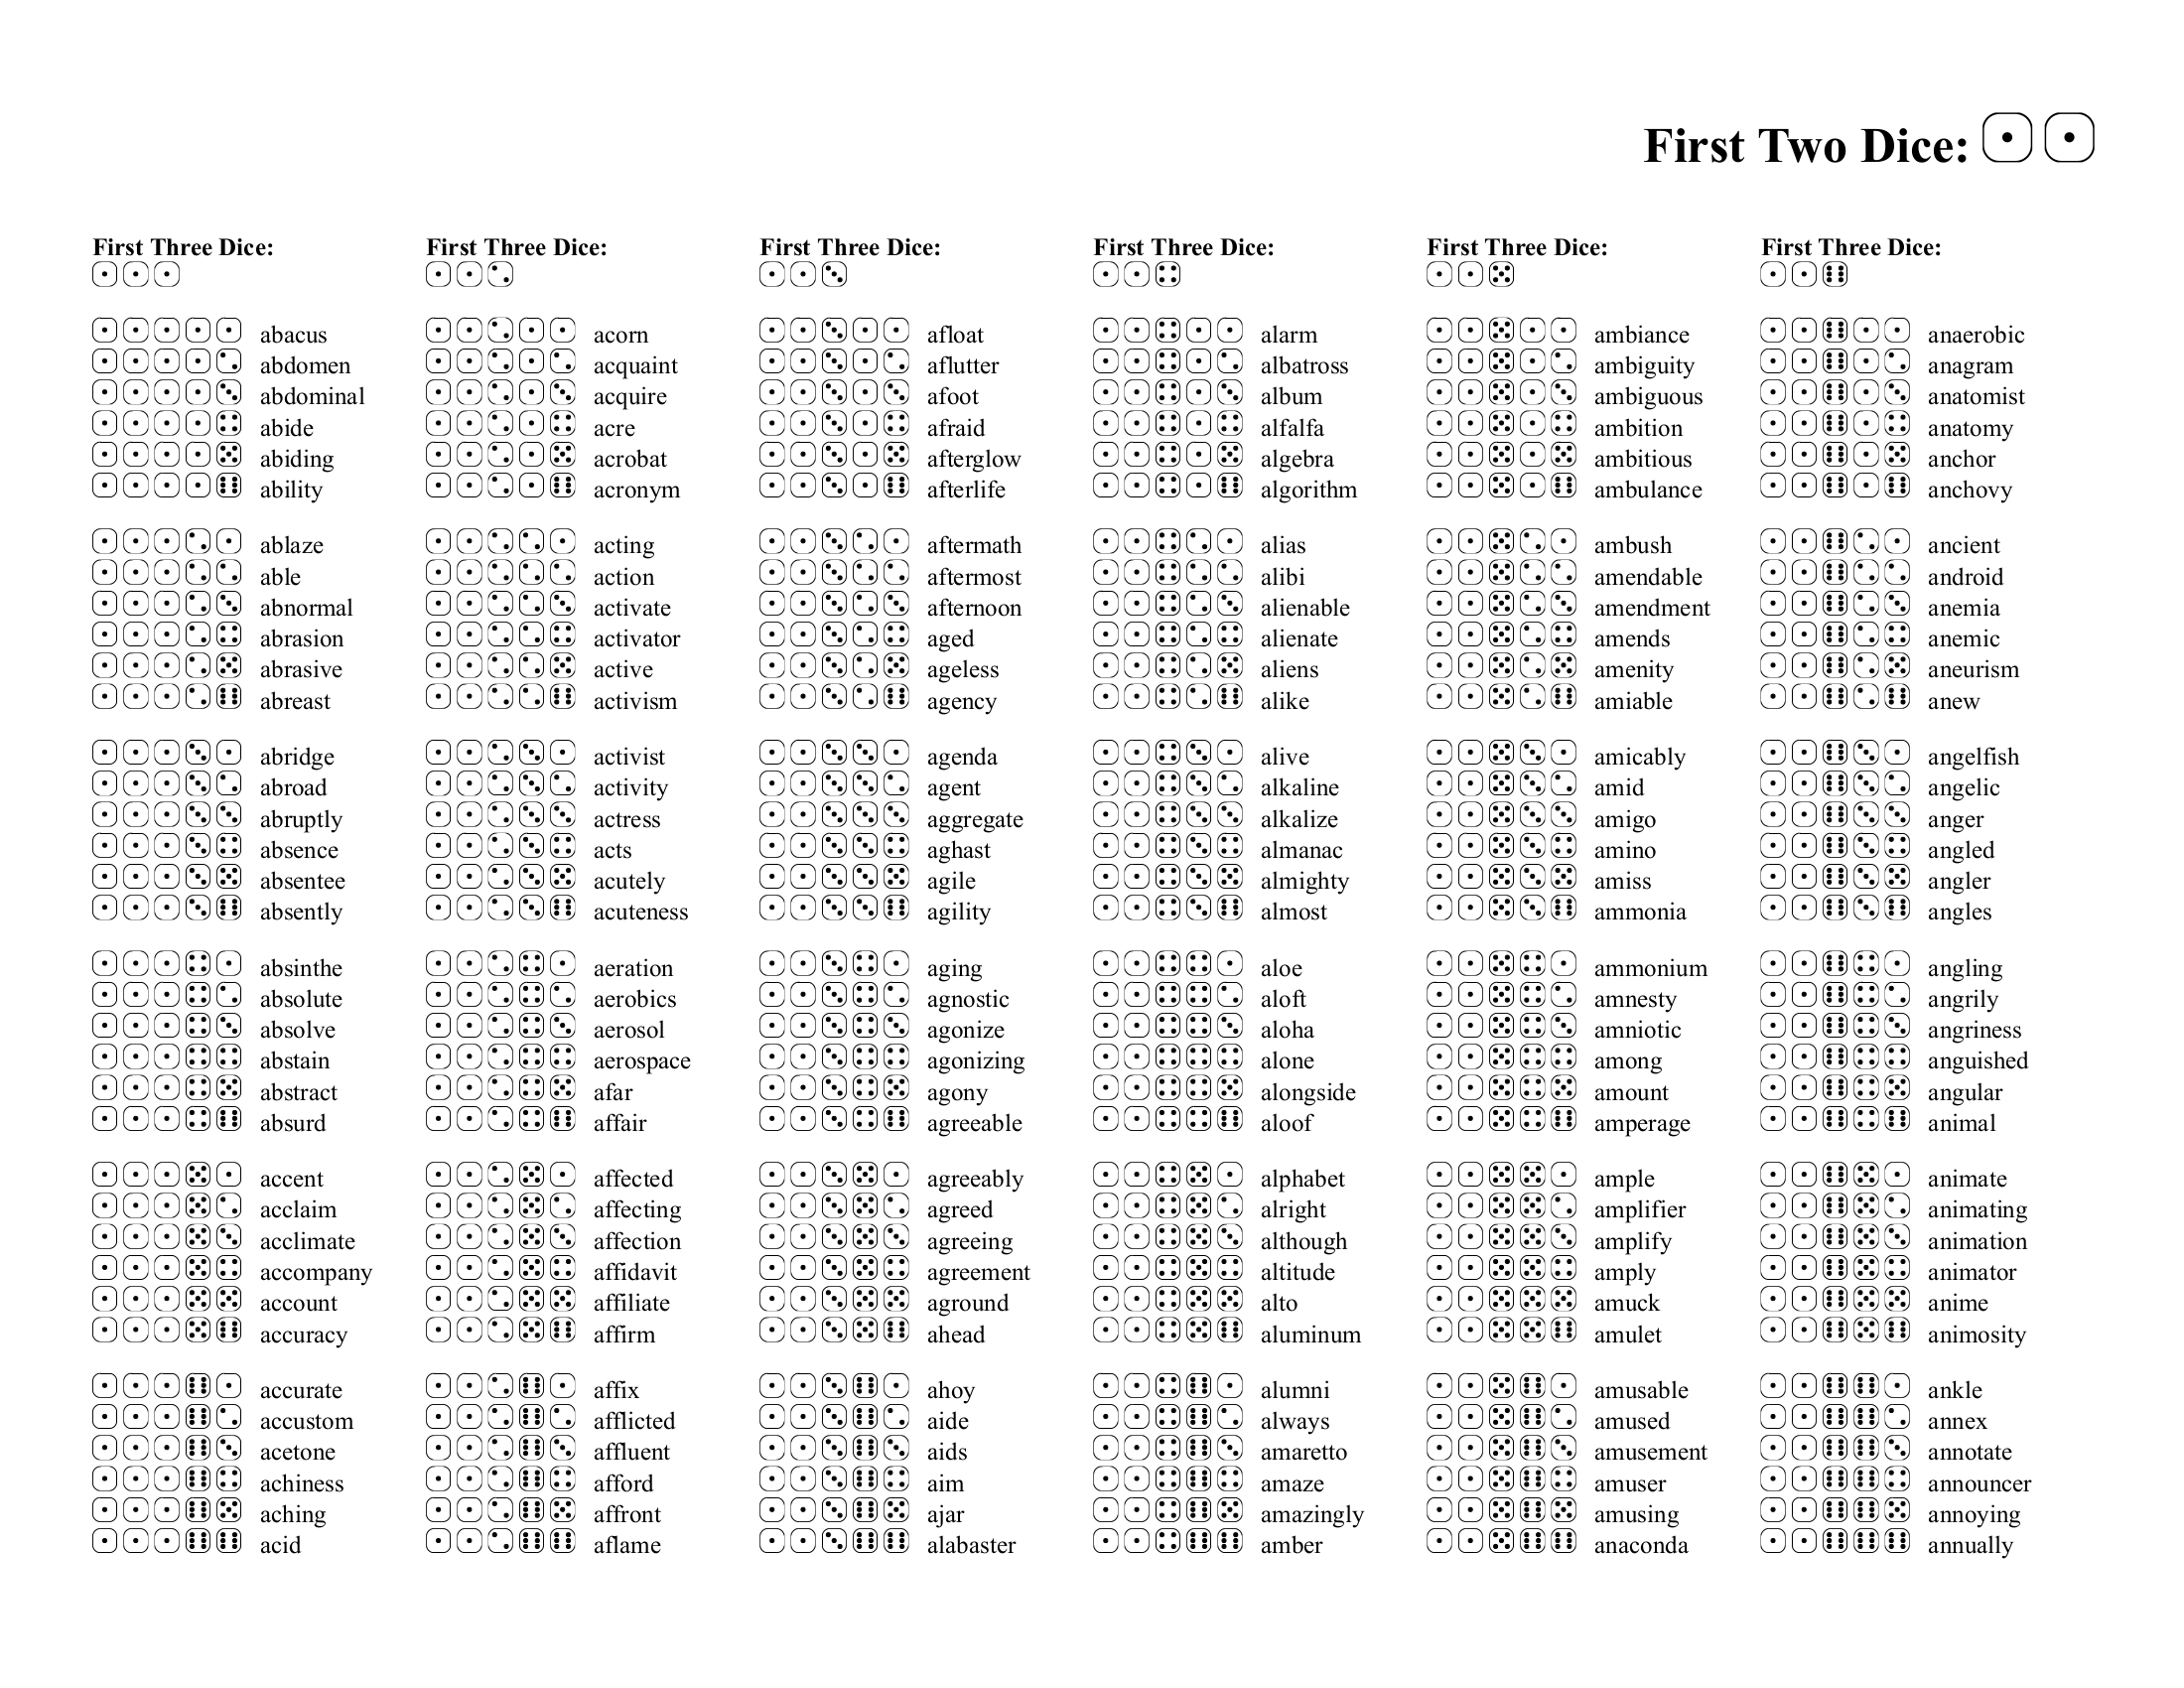 First Two Dice: ⚀ ⚀
First Three Dice:
⚀⚀⚀
abacus
abdomen
abdominal
abide
abiding
ability
ablaze
able
abnormal
abrasion
abrasive
abreast
abridge
abroad
abruptly
absence
absentee
absently
absinthe
absolute
absolve
abstain
abstract
absurd
accent
acclaim
acclimate
accompany
account
accuracy
accurate
accustom
acetone
achiness
aching
acid
First Three Dice:
⚀⚀⚁
acorn
acquaint
acquire
acre
acrobat
acronym
acting
action
activate
activator
active
activism
activist
activity
actress
acts
acutely
acuteness
aeration
aerobics
aerosol
aerospace
afar
affair
affected
affecting
affection
affidavit
affiliate
affirm
affix
afflicted
affluent
afford
affront
aflame
First Three Dice:
⚀⚀⚂
afloat
aflutter
afoot
afraid
afterglow
afterlife
aftermath
aftermost
afternoon
aged
ageless
agency
agenda
agent
aggregate
aghast
agile
agility
aging
agnostic
agonize
agonizing
agony
agreeable
agreeably
agreed
agreeing
agreement
aground
ahead
ahoy
aide
aids
aim
ajar
alabaster
First Three Dice:
⚀⚀⚃
alarm
albatross
album
alfalfa
algebra
algorithm
alias
alibi
alienable
alienate
aliens
alike
alive
alkaline
alkalize
almanac
almighty
almost
aloe
aloft
aloha
alone
alongside
aloof
alphabet
alright
although
altitude
alto
aluminum
alumni
always
amaretto
amaze
amazingly
amber
First Three Dice:
⚀⚀⚄
ambiance
ambiguity
ambiguous
ambition
ambitious
ambulance
ambush
amendable
amendment
amends
amenity
amiable
amicably
amid
amigo
amino
amiss
ammonia
ammonium
amnesty
amniotic
among
amount
amperage
ample
amplifier
amplify
amply
amuck
amulet
amusable
amused
amusement
amuser
amusing
anaconda
First Three Dice:
⚀⚀⚅
anaerobic
anagram
anatomist
anatomy
anchor
anchovy
ancient
android
anemia
anemic
aneurism
anew
angelfish
angelic
anger
angled
angler
angles
angling
angrily
angriness
anguished
angular
animal
animate
animating
animation
animator
anime
animosity
ankle
annex
annotate
announcer
annoying
annually